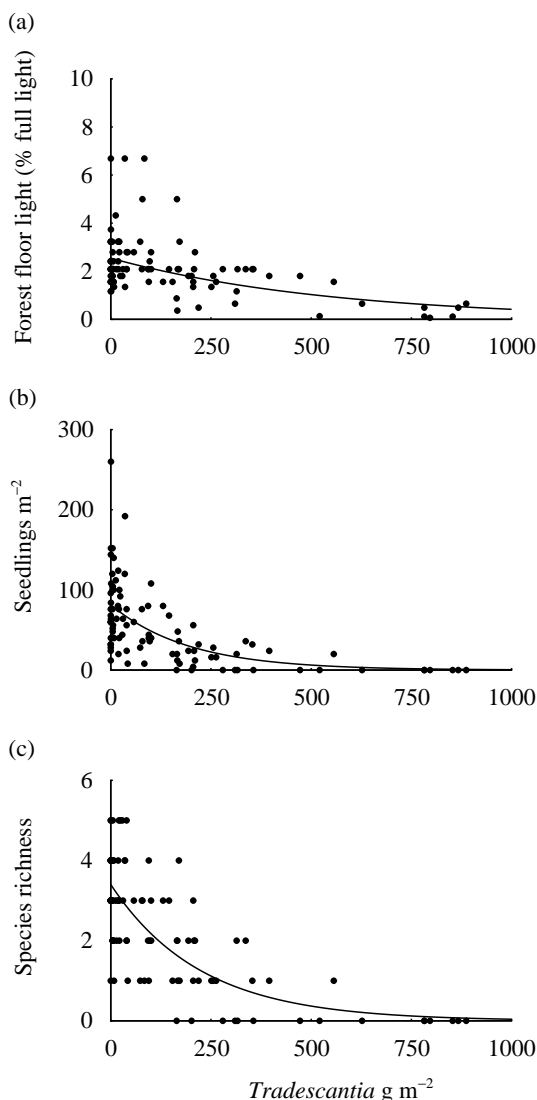 (a)
10
8
6
4
2
0
Forest floor light (% full light)
0 250 500 750 1000
(b)
300
200
100
0
Seedlings m⁻²
0 250 500 750 1000
(c)
6
4
2
0
Species richness
0 250 500 750 1000
Tradescantia g m⁻²